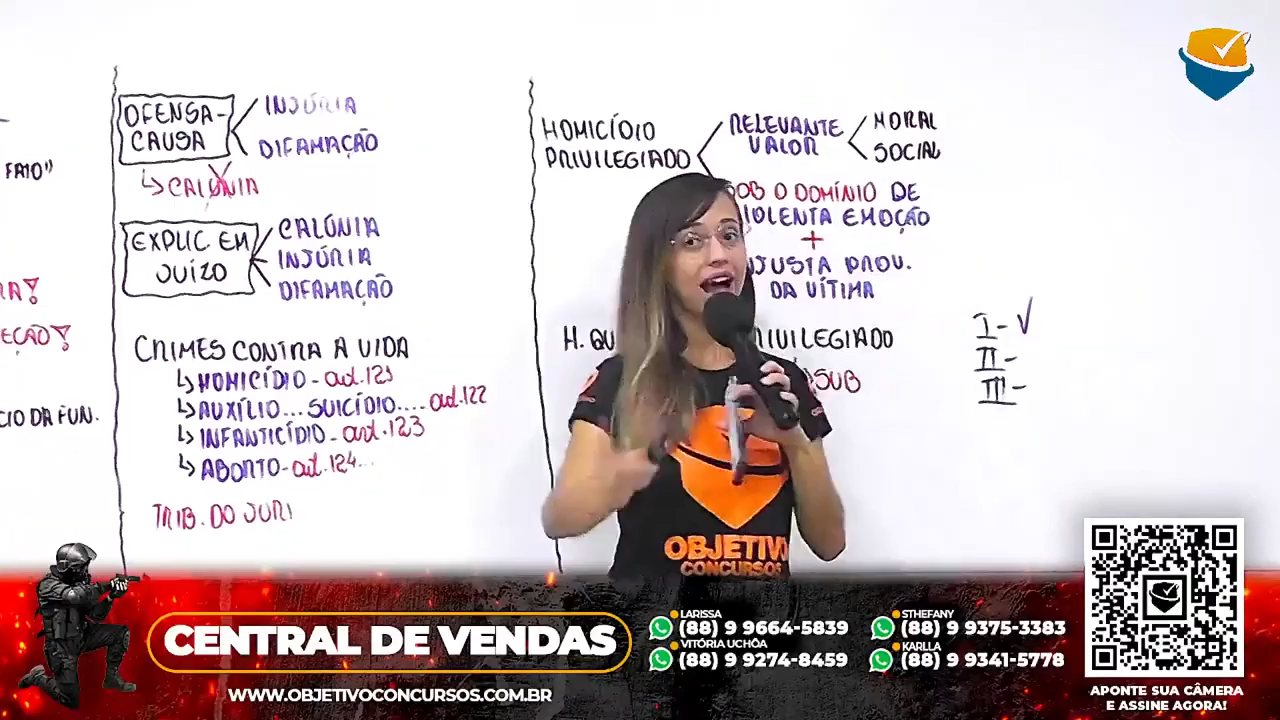 FATO"
RA!
EÇÃO!
CIO DA FUN.
OFENSA-
CAUSA
INJÚRIA
DIFAMAÇÃO
↳ CALÚNIA
EXPLIC EM
JUÍZO
CALÚNIA
INJÚRIA
DIFAMAÇÃO
CRIMES CONTRA A VIDA
↳ HOMICÍDIO - art.121
↳ AUXÍLIO... SUICÍDIO.... art.122
↳ INFANTICÍDIO - art.123
↳ ABORTO - art.124...
TRIB. DO JURI
HOMICÍDIO
PRIVILEGIADO
RELEVANTE
VALOR
MORAL
SOCIAL
SOB O DOMÍNIO DE
VIOLENTA EMOÇÃO
+
NJUSTA PROV.
DA VÍTIMA
H. QU RIVILEGIADO
SUB
I- √
II-
III-
OBJETIVO
CONCURSOS
CENTRAL DE VENDAS
WWW.OBJETIVOCONCURSOS.COM.BR
LARISSA
(88) 9 9664-5839
VITÓRIA UCHÔA
(88) 9 9274-8459
STHEFANY
(88) 9 9375-3383
KARLLA
(88) 9 9341-5778
APONTE SUA CÂMERA
E ASSINE AGORA!